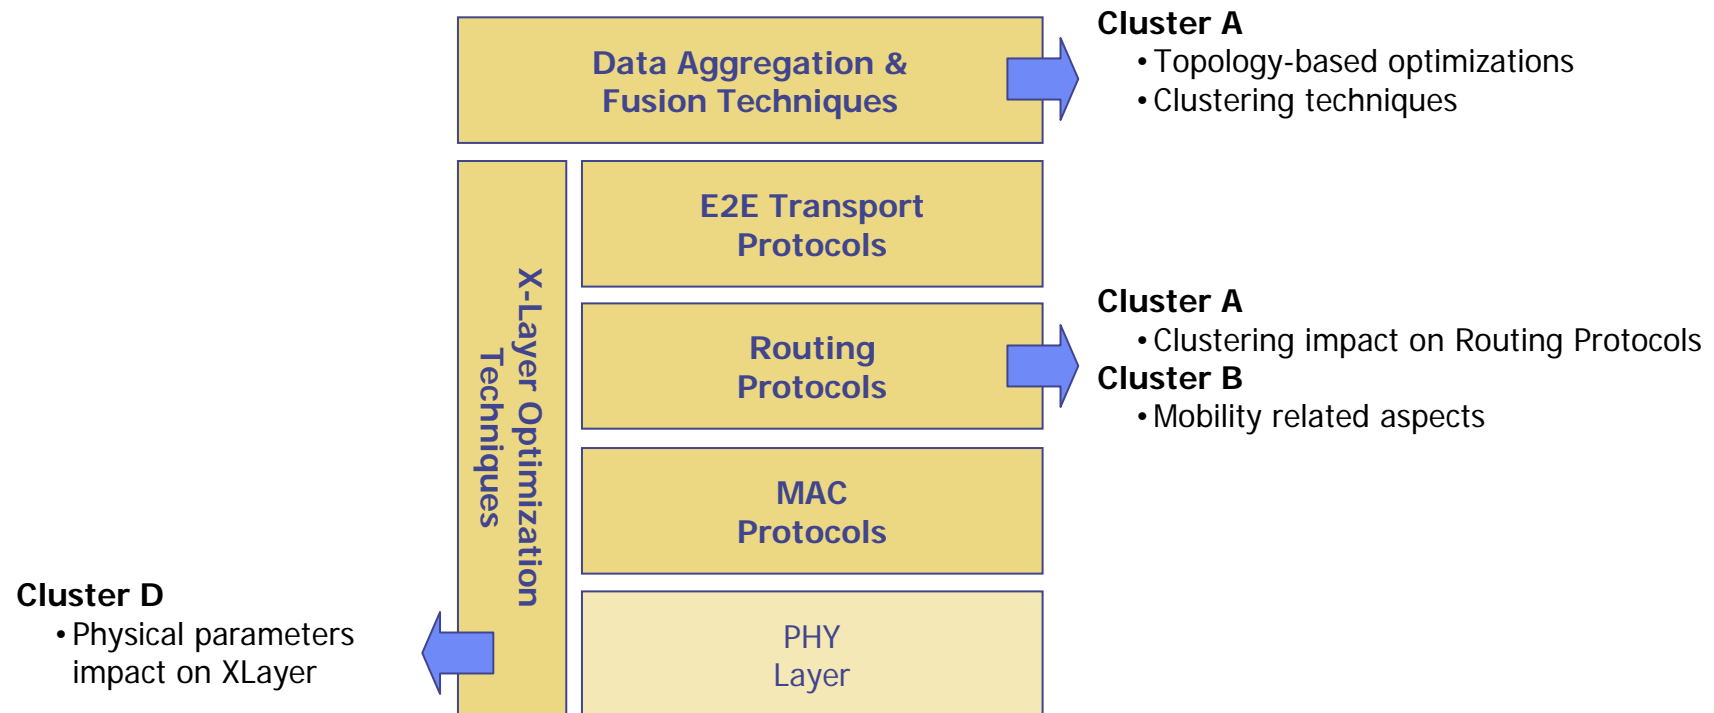 Data Aggregation &
Fusion Techniques
Cluster A
• Topology-based optimizations
• Clustering techniques
E2E Transport
Protocols
X-Layer Optimization
Techniques
Routing
Protocols
Cluster A
• Clustering impact on Routing Protocols
Cluster B
• Mobility related aspects
MAC
Protocols
Cluster D
• Physical parameters
impact on XLayer
PHY
Layer